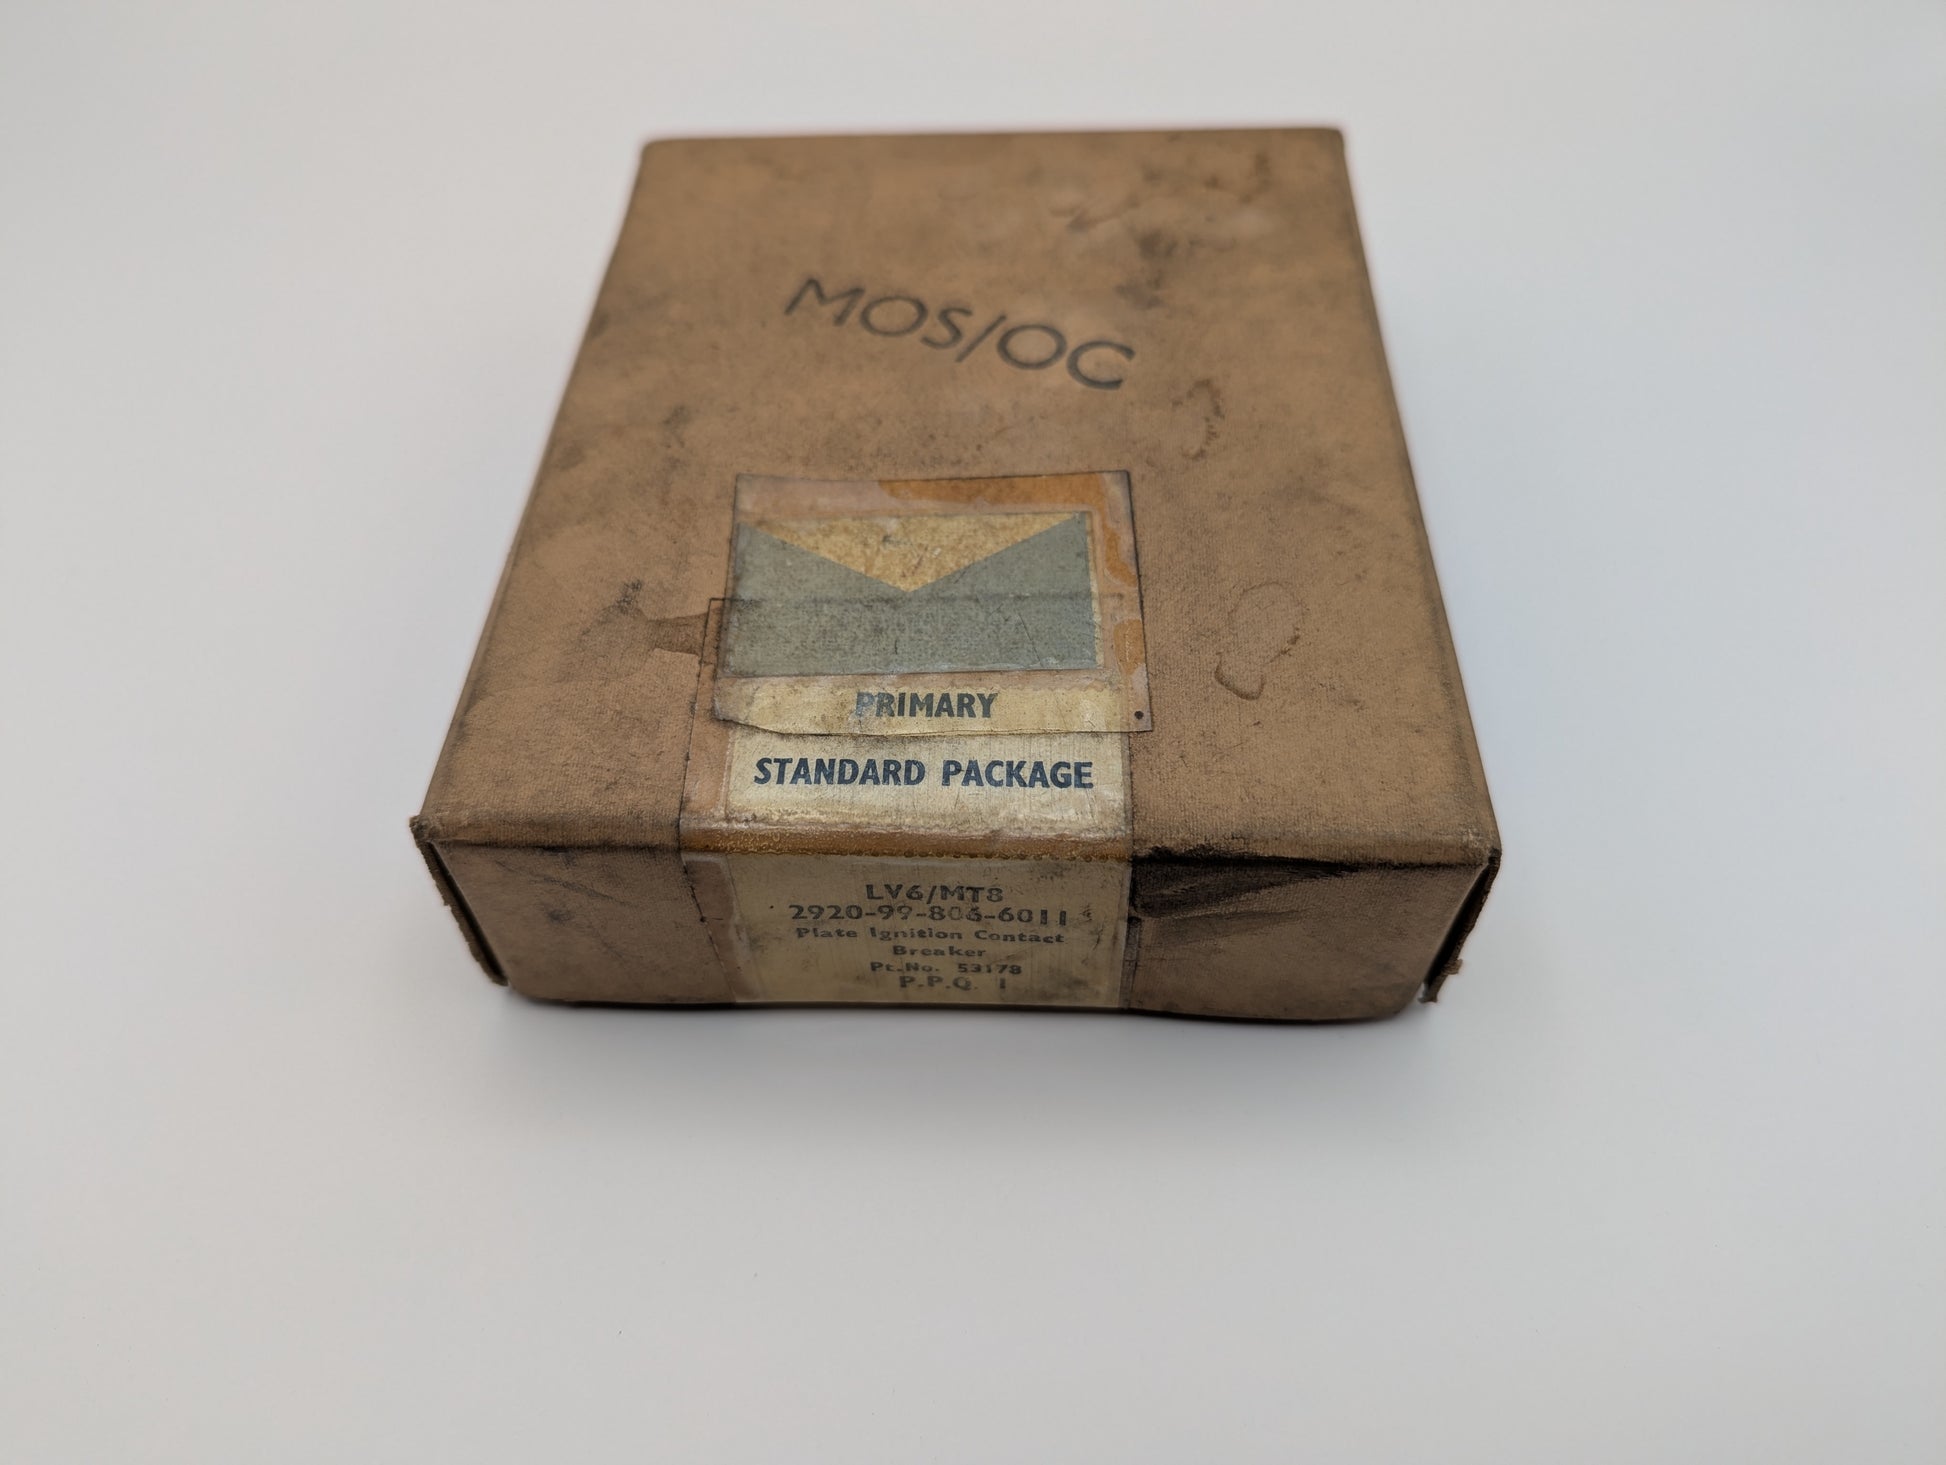 MOS/OC
PRIMARY
STANDARD PACKAGE
LV6/MT8
2920-99-806-6011
Plate Ignition Contact
Breaker
Pt.No. 53178
P.P.Q. 1